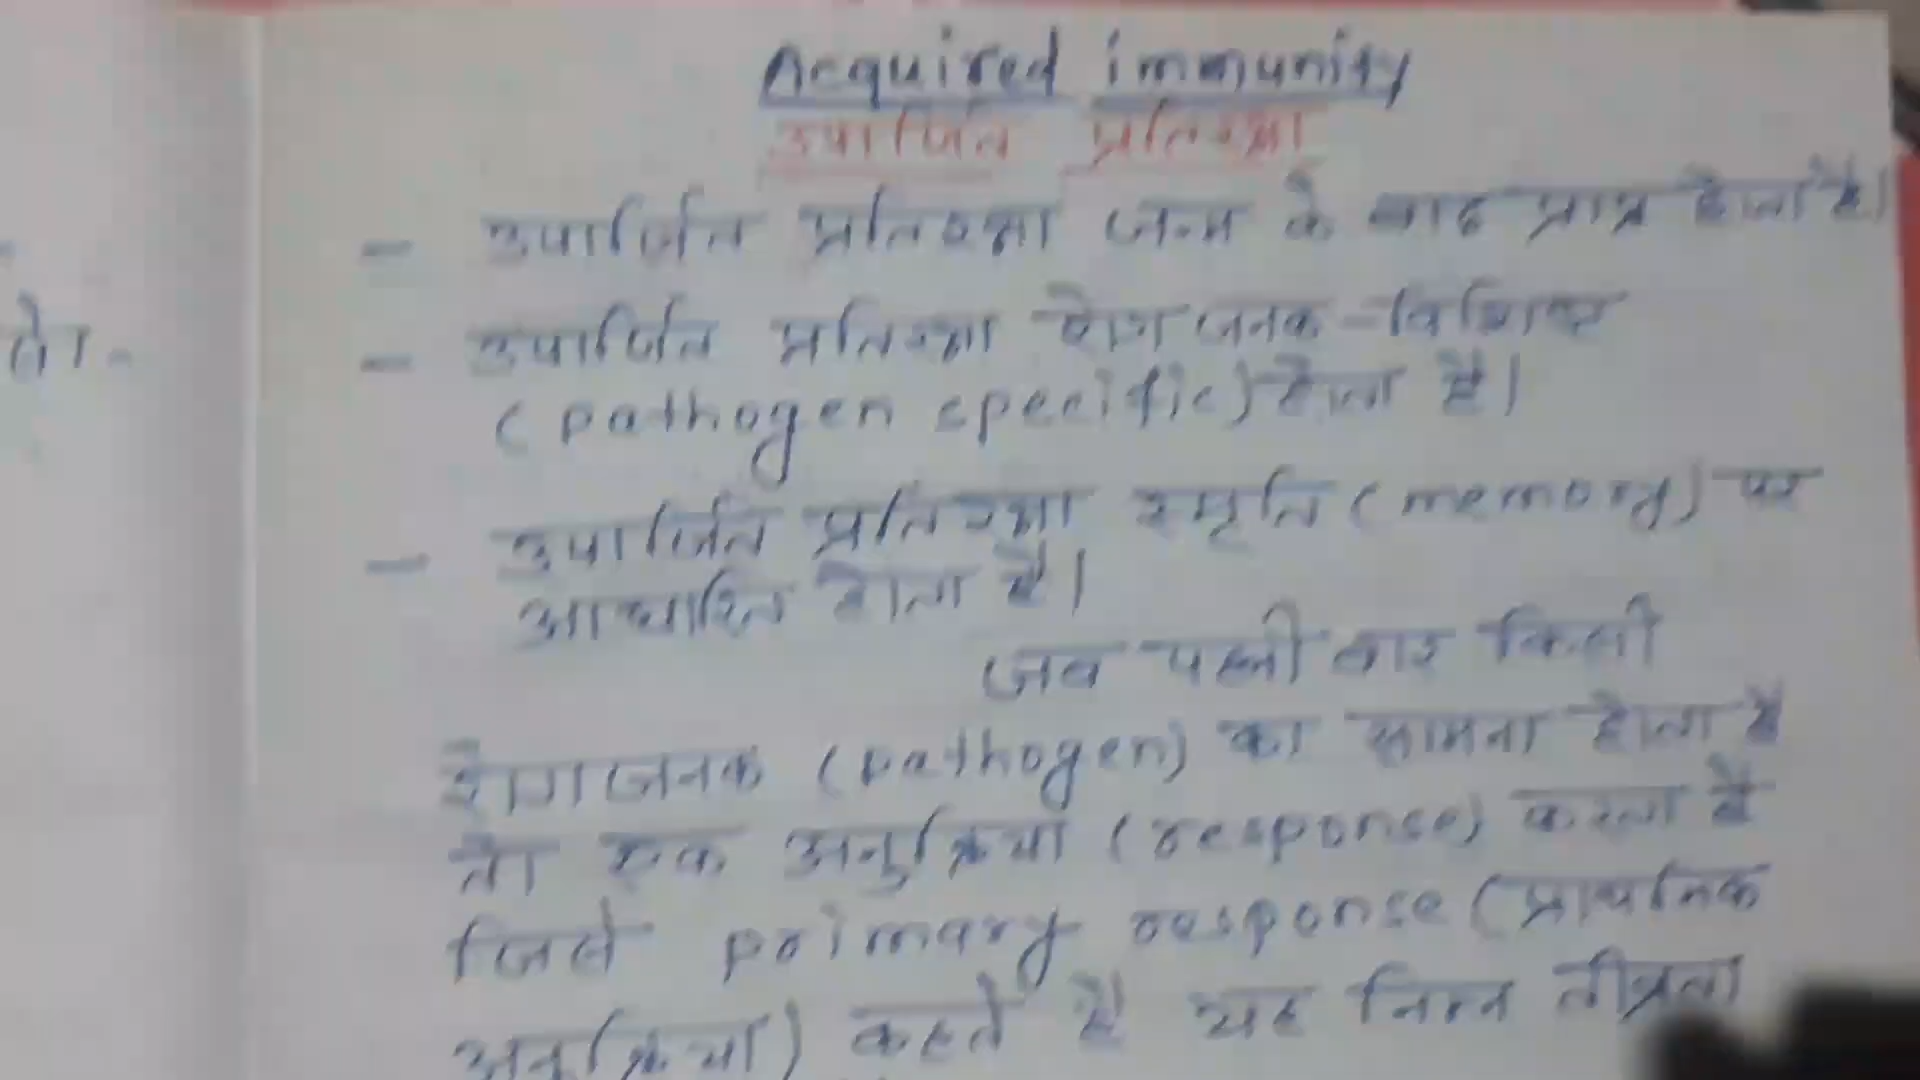 Acquired immunity
उपार्जित प्रतिरक्षा
- उपार्जित प्रतिरक्षा जन्म के बाद प्राप्त होता है।
- उपार्जित प्रतिरक्षा रोगजनक-विशिष्ट
(pathogen specific) होता है।
- उपार्जित प्रतिरक्षा स्मृति (memory) पर
आधारित होता है।
जब पहली बार किसी
रोगजनक (pathogen) का सामना होता है
तो एक अनुक्रिया (response) करता है
जिसे primary response (प्राथमिक
अनुक्रिया) कहते है यह निम्न तीव्रता
तो।-